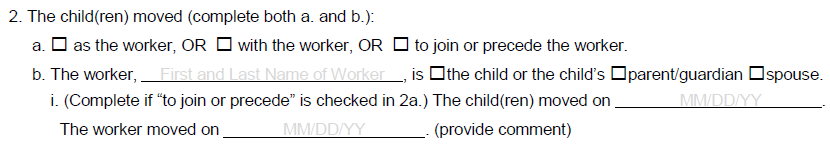 2. The child(ren) moved (complete both a. and b.):
a. ☐ as the worker, OR ☐ with the worker, OR ☐ to join or precede the worker.
b. The worker, First and Last Name of Worker, is ☐the child or the child's ☐parent/guardian ☐spouse.
i. (Complete if “to join or precede” is checked in 2a.) The child(ren) moved on MM/DD/YY.
The worker moved on MM/DD/YY. (provide comment)